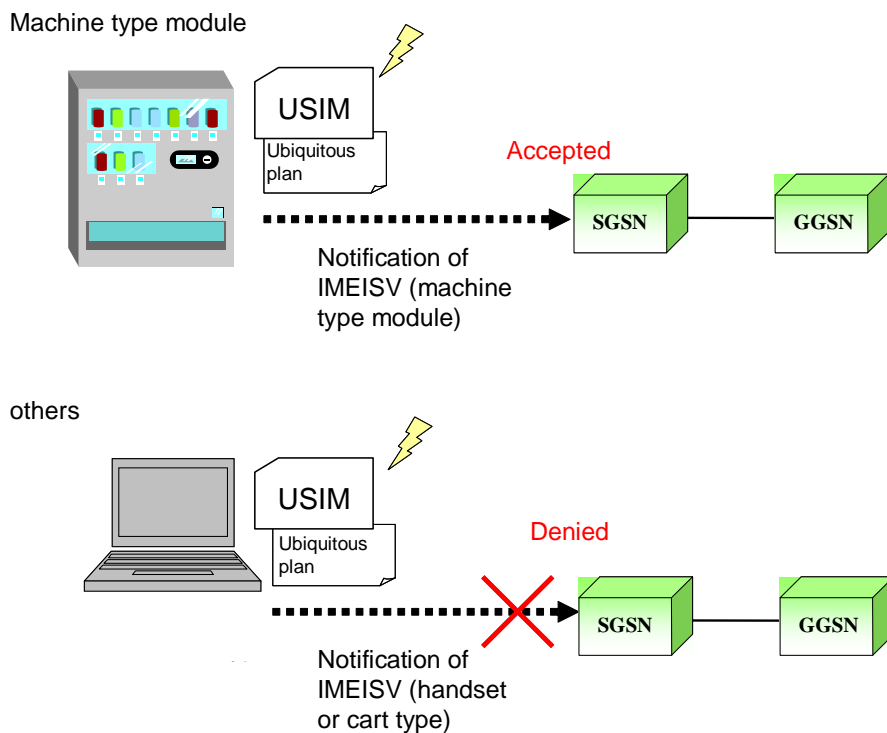 Machine type module
USIM
Ubiquitous
plan
Accepted
SGSN
GGSN
Notification of
IMEISV (machine
type module)
others
USIM
Ubiquitous
plan
Denied
SGSN
GGSN
Notification of
IMEISV (handset
or cart type)